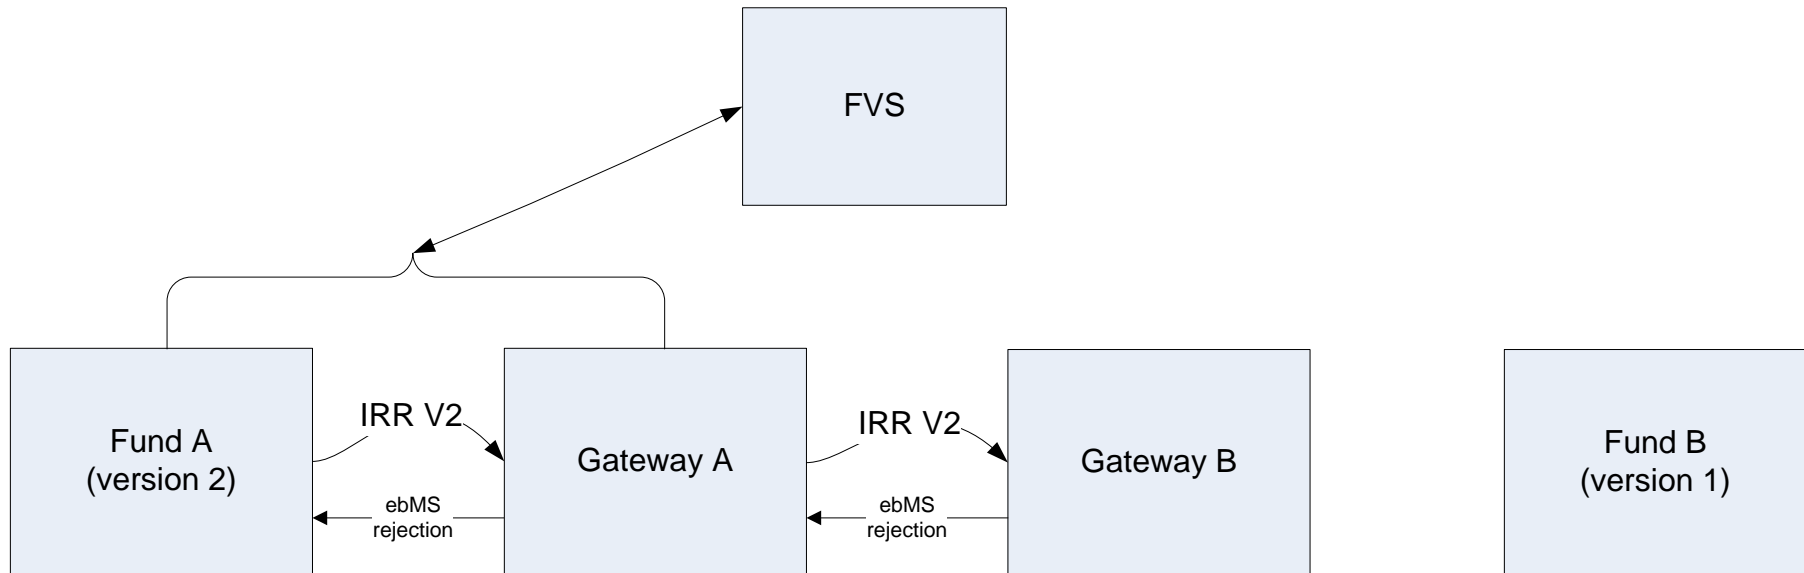 FVS
Fund A
(version 2)
IRR V2
Gateway A
IRR V2
Gateway B
Fund B
(version 1)
ebMS
rejection
ebMS
rejection